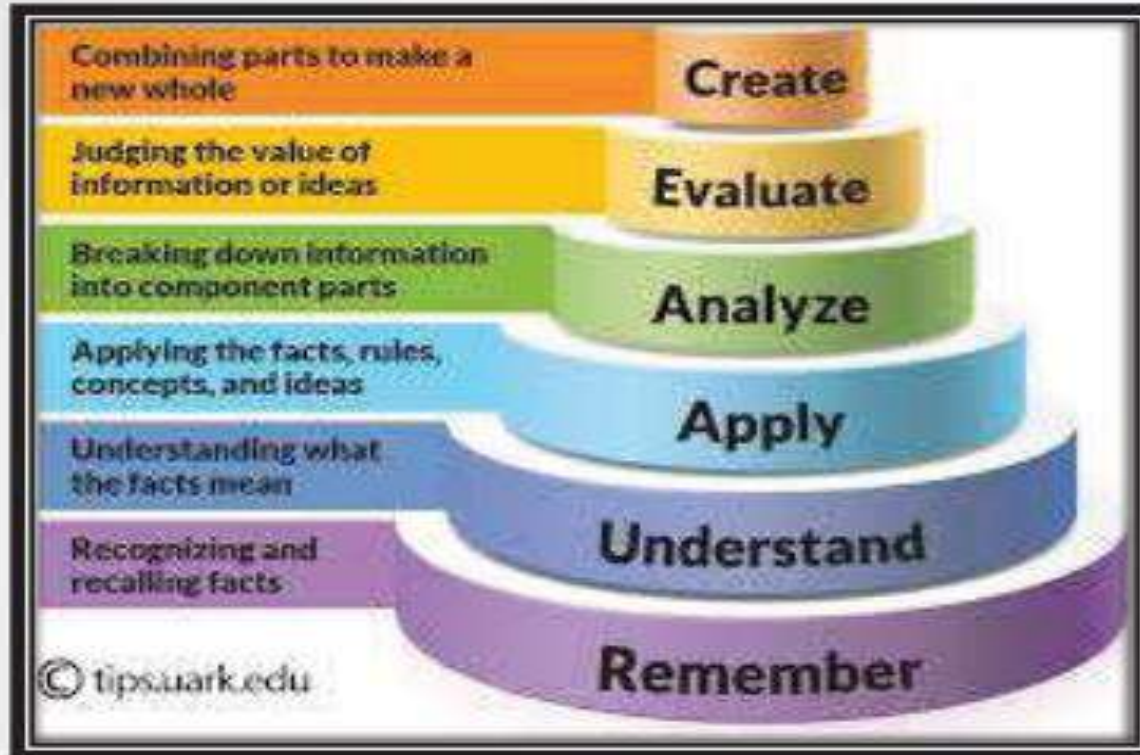 Combining parts to make a
new whole
Create
Judging the value of
information or ideas
Evaluate
Breaking down information
into component parts
Analyze
Applying the facts, rules,
concepts, and ideas
Apply
Understanding what
the facts mean
Understand
Recognizing and
recalling facts
Remember
© tips.uark.edu